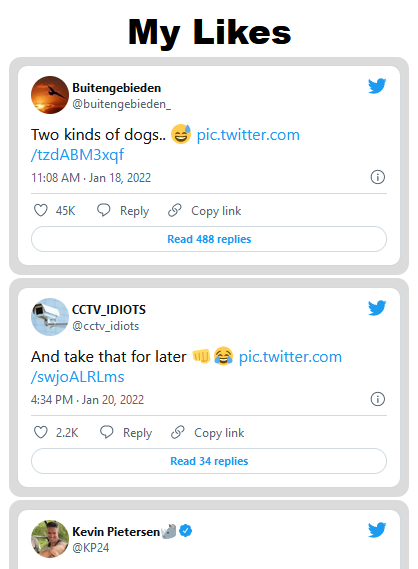 My Likes
Buitengebieden
@buitengebieden_
Two kinds of dogs.. 😅 pic.twitter.com
/tzdABM3xqf
11:08 AM · Jan 18, 2022
45K Reply Copy link
Read 488 replies
CCTV_IDIOTS
@cctv_idiots
And take that for later 👊😂 pic.twitter.com
/swjoALRLms
4:34 PM · Jan 20, 2022
2.2K Reply Copy link
Read 34 replies
Kevin Pietersen🦏
@KP24